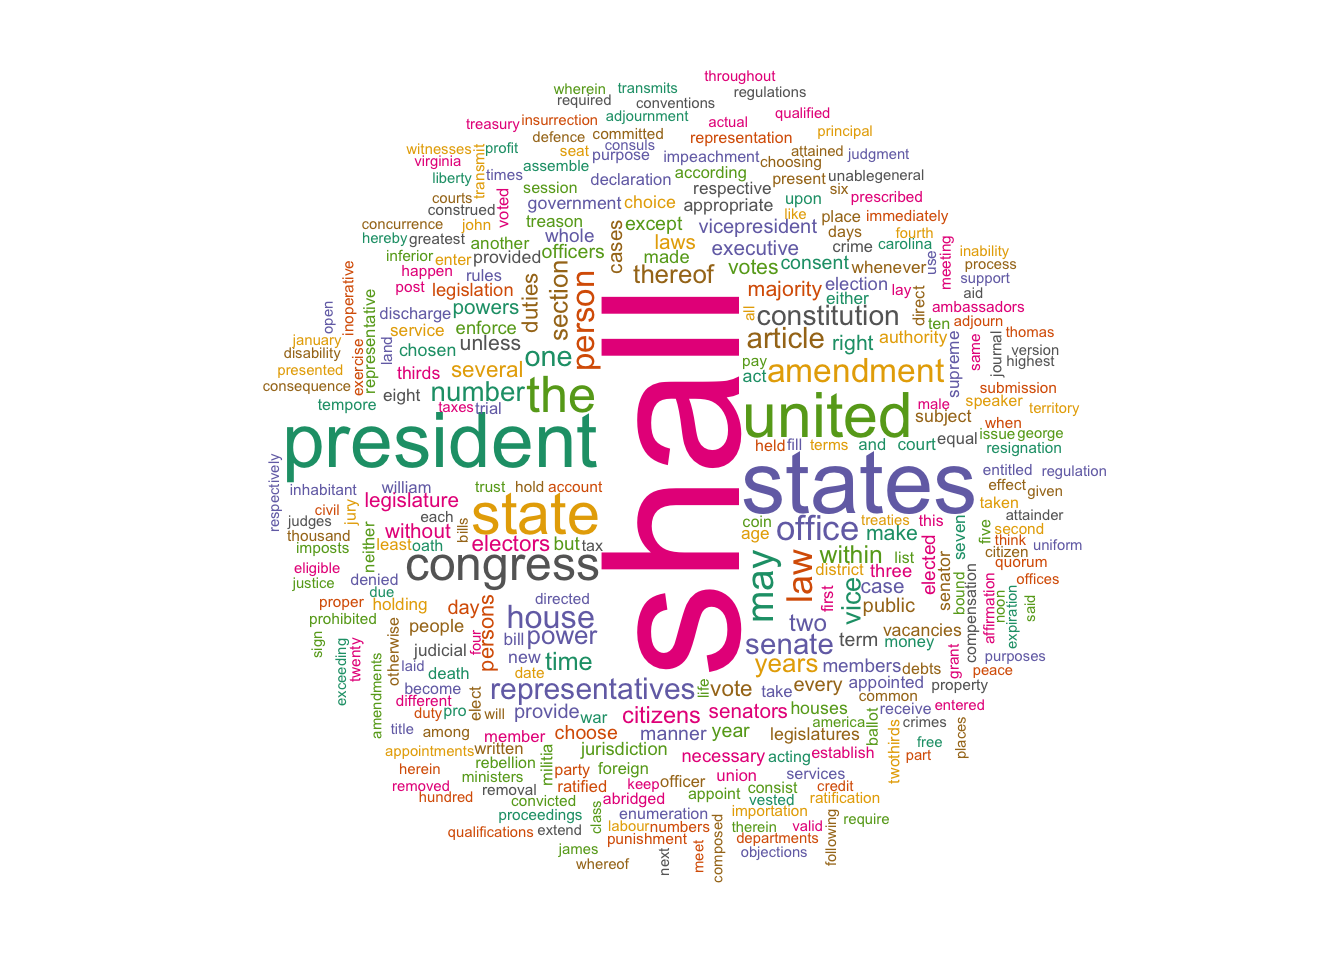 throughout
wherein transmits regulations
required conventions
treasury insurrection adjournment actual qualified
defence committed representation principal
consuls
witnesses profit seat purpose impeachment choosing attained judgment
virginia transmit assemble according
liberty times declaration respective present unablegeneral
courts session government choice appropriate upon six prescribed
construed voted
concurrence john treason except vicepresident like place immediately
hereby greatest another whole cases laws executive days fourth
inferior enter provided officers made crime carolina use meeting inability
happen rules thereof votes consent whenever process
post legislation duties section person majority election direct support
inoperative discharge powers either lay aid
open service enforce all constitution ten ambassadors
january representative land unless adjourn
disability exercise chosen one article right authority supreme same journal thomas
presented thirds several pay version
consequence eight number the act amendment highest
tempore taxes trial male submission
president shall united subject speaker territory
when
held fill terms and court equal issue george
resignation
respectively inhabitant william trust hold account states entitled regulation
legislature effect given
civil jury each bills state coin office treaties this taken attainder
judges without age make second
thousand neither least oath electors but tax seven five think uniform
imposts may law within list elected citizen
eligible congress district three senator quorum
justice denied vice case bound offices
due first
proper holding day persons directed public compensation affirmation noon expiration said
prohibited people house two vacancies
sign otherwise judicial four bill power senate term money
exceeding twenty laid death new time years members debts grant purposes
become date peace
amendments different elect representatives life vote take every appointed property
duty pro will provide war citizens senators houses common receive entered
title among member choose manner year america legislatures ballot crimes places
appointments written jurisdiction necessary acting establish free
herein rebellion militia party foreign union services twothirds part
removed ministers removal ratified keep officer consist credit
hundred convicted abridged appoint vested ratification
proceedings class enumeration importation require
qualifications extend labour numbers therein valid
punishment departments following
james next meet composed objections
whereof